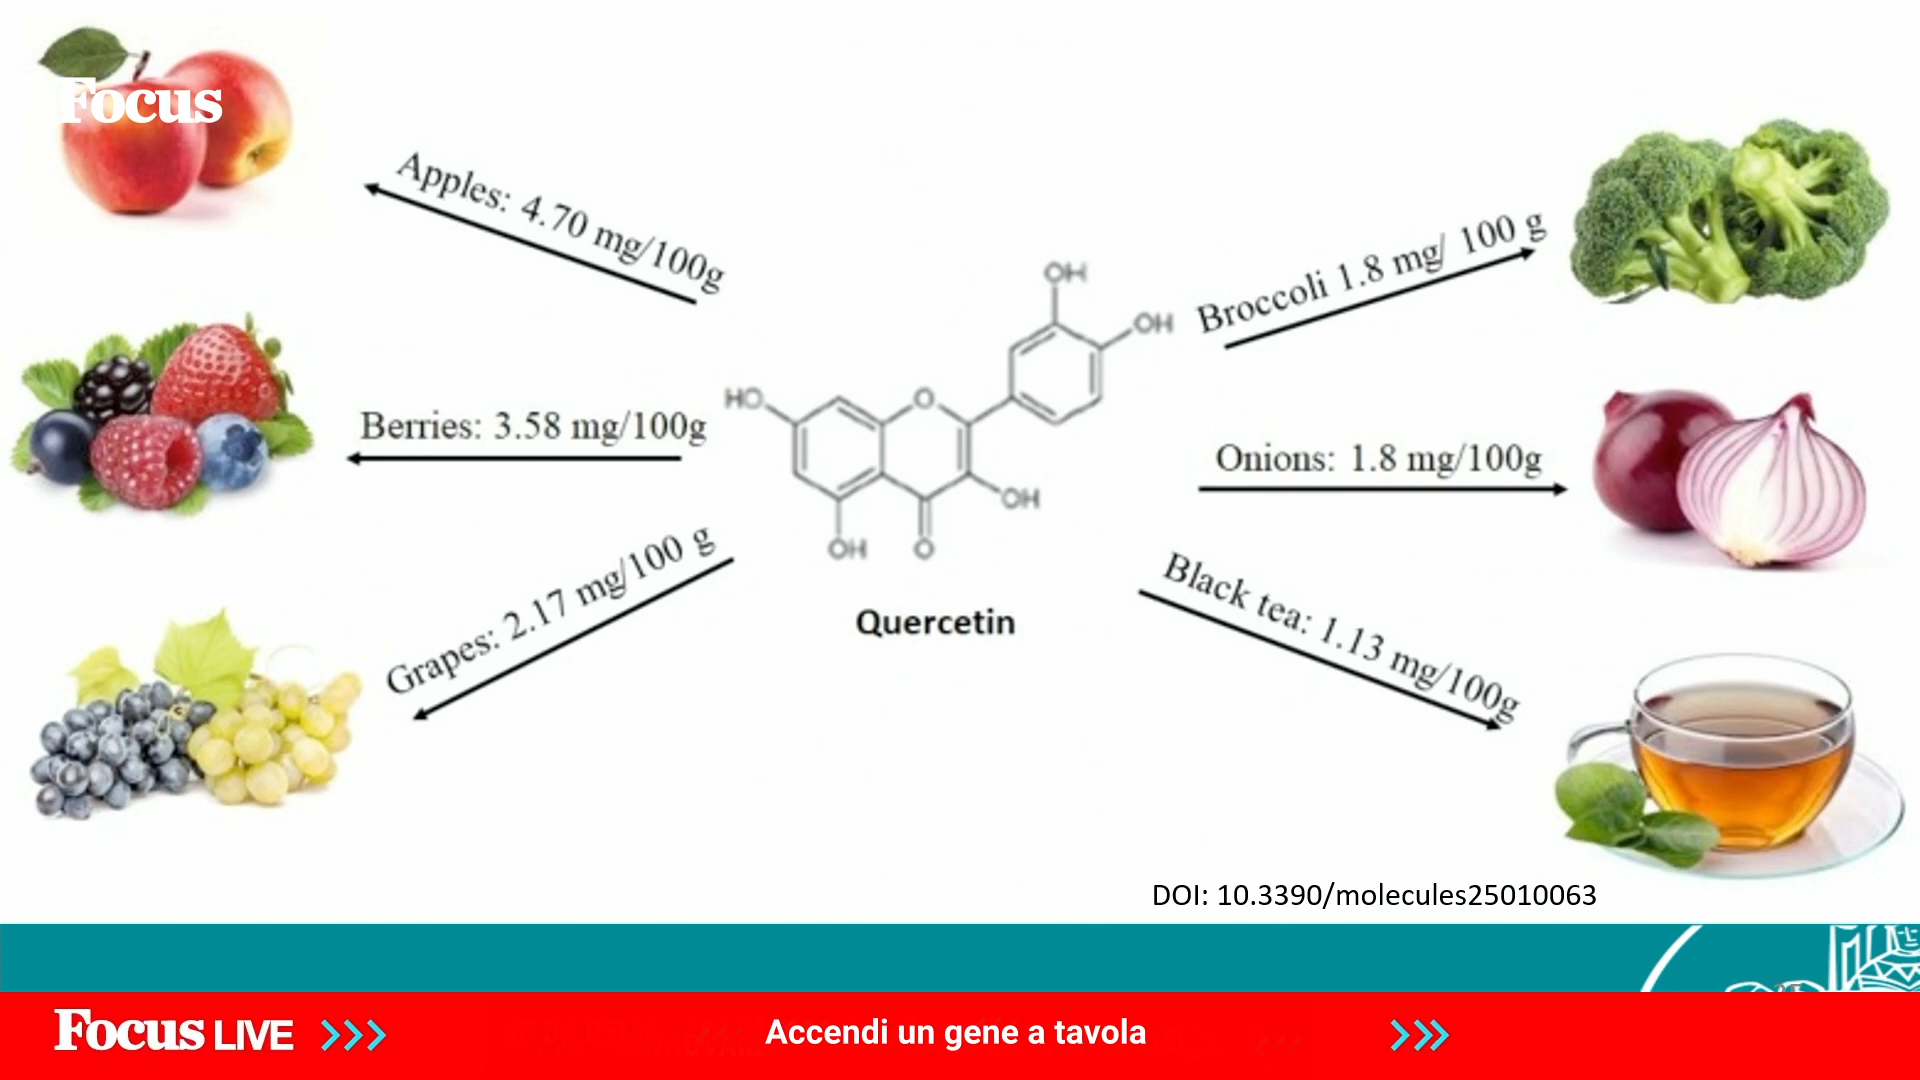 Focus
Apples: 4.70 mg/100g
Broccoli 1.8 mg/ 100 g
OH
OH
HO
O
Berries: 3.58 mg/100g
Onions: 1.8 mg/100g
OH
OH
O
Grapes: 2.17 mg/100 g
Quercetin
Black tea: 1.13 mg/100g
DOI: 10.3390/molecules25010063
Focus LIVE
Accendi un gene a tavola